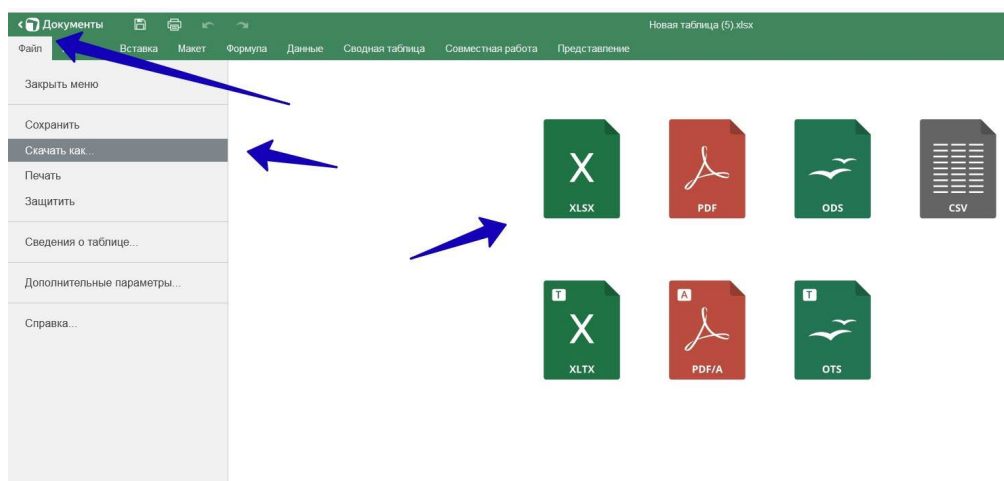 Документы
Новая таблица (5).xlsx
Файл Вставка Макет Формула Данные Сводная таблица Совместная работа Представление
Закрыть меню
Сохранить
Скачать как...
Печать
Защитить
Сведения о таблице...
Дополнительные параметры...
Справка...
X X
XLSX PDF ODS CSV
T A T
XLTX PDF/A OTS